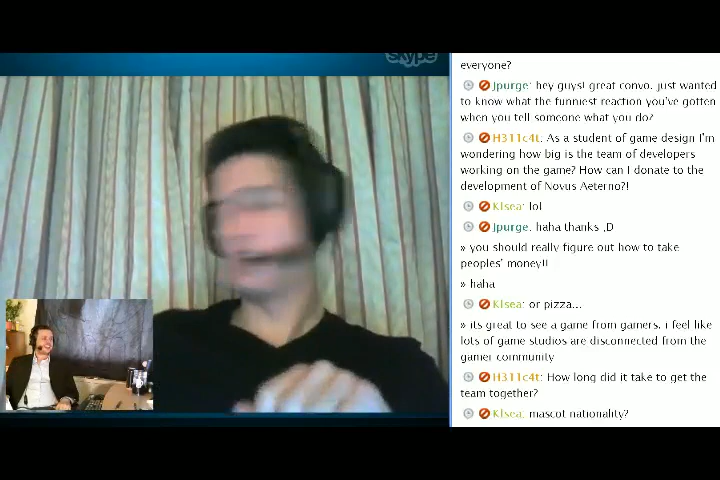 skype
everyone?
Jpurge: hey guys! great convo. just wanted
to know what the funniest reaction you've gotten
when you tell someone what you do?
H311c4t: As a student of game design I'm
wondering how big is the team of developers
working on the game? How can I donate to the
development of Novus Aeterno?!
Klsea: lol
Jpurge: haha thanks ;D
» you should really figure out how to take
peoples' money!!
» haha
Klsea: or pizza...
» its great to see a game from gamers. i feel like
lots of game studios are disconnected from the
gamer community
H311c4t: How long did it take to get the
team together?
Klsea: mascot nationality?